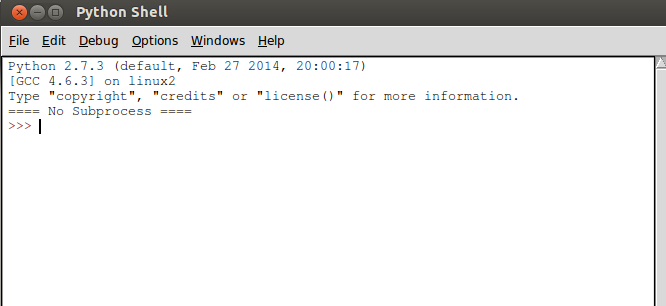 Python Shell
File Edit Debug Options Windows Help
Python 2.7.3 (default, Feb 27 2014, 20:00:17)
[GCC 4.6.3] on linux2
Type "copyright", "credits" or "license()" for more information.
==== No Subprocess ====
>>>